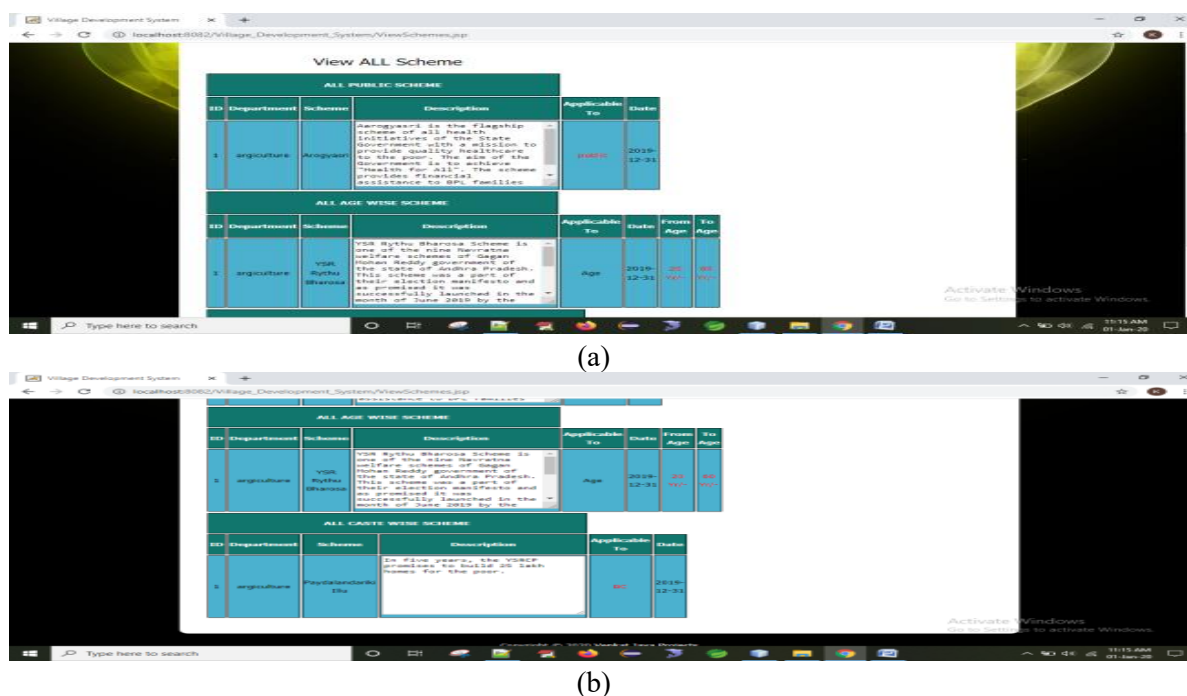 Village Development System
localhost:8082/Village_Development_System/ViewSchemes.jsp
View ALL Scheme
ALL PUBLIC SCHEME
ID Department Scheme Description Applicable To Date
1 argiculture Arogyasri
Aarogyasri is the flagship
scheme of all health
initiatives of the State
Government with a mission to
provide quality healthcare
to the poor. The aim of the
Government is to achieve
"Health for All". The scheme
provides financial
assistance to BPL families
public 2019-12-31
ALL AGE WISE SCHEME
ID Department Scheme Description Applicable To Date From Age To Age
1 argiculture YSR Rythu Bharosa
YSR Rythu Bharosa Scheme is
one of the nine Navratna
welfare schemes of Gagan
Mohan Reddy government of
the state of Andhra Pradesh.
This scheme was a part of
their election manifesto and
as promised it was
successfully launched in the
month of June 2019 by the
Age 2019-12-31
Activate Windows
Go to Settings to activate Windows.
Type here to search
11:15 AM
01-Jan-20
(a)
Village Development System
localhost:8082/Village_Development_System/ViewSchemes.jsp
assistance to BPL families
ALL AGE WISE SCHEME
ID Department Scheme Description Applicable To Date From Age To Age
1 argiculture YSR Rythu Bharosa
YSR Rythu Bharosa Scheme is
one of the nine Navratna
welfare schemes of Gagan
Mohan Reddy government of
the state of Andhra Pradesh.
This scheme was a part of
their election manifesto and
as promised it was
successfully launched in the
month of June 2019 by the
Age 2019-12-31
ALL CASTE WISE SCHEME
ID Department Scheme Description Applicable To Date
1 argiculture Paydalandariki Illu
In five years, the YSRCP
promises to build 25 lakh
homes for the poor.
2019-12-31
Activate Windows
Go to Settings to activate Windows.
Copyright © 2020 Venkat Java Projects
Type here to search
11:15 AM
01-Jan-20
(b)